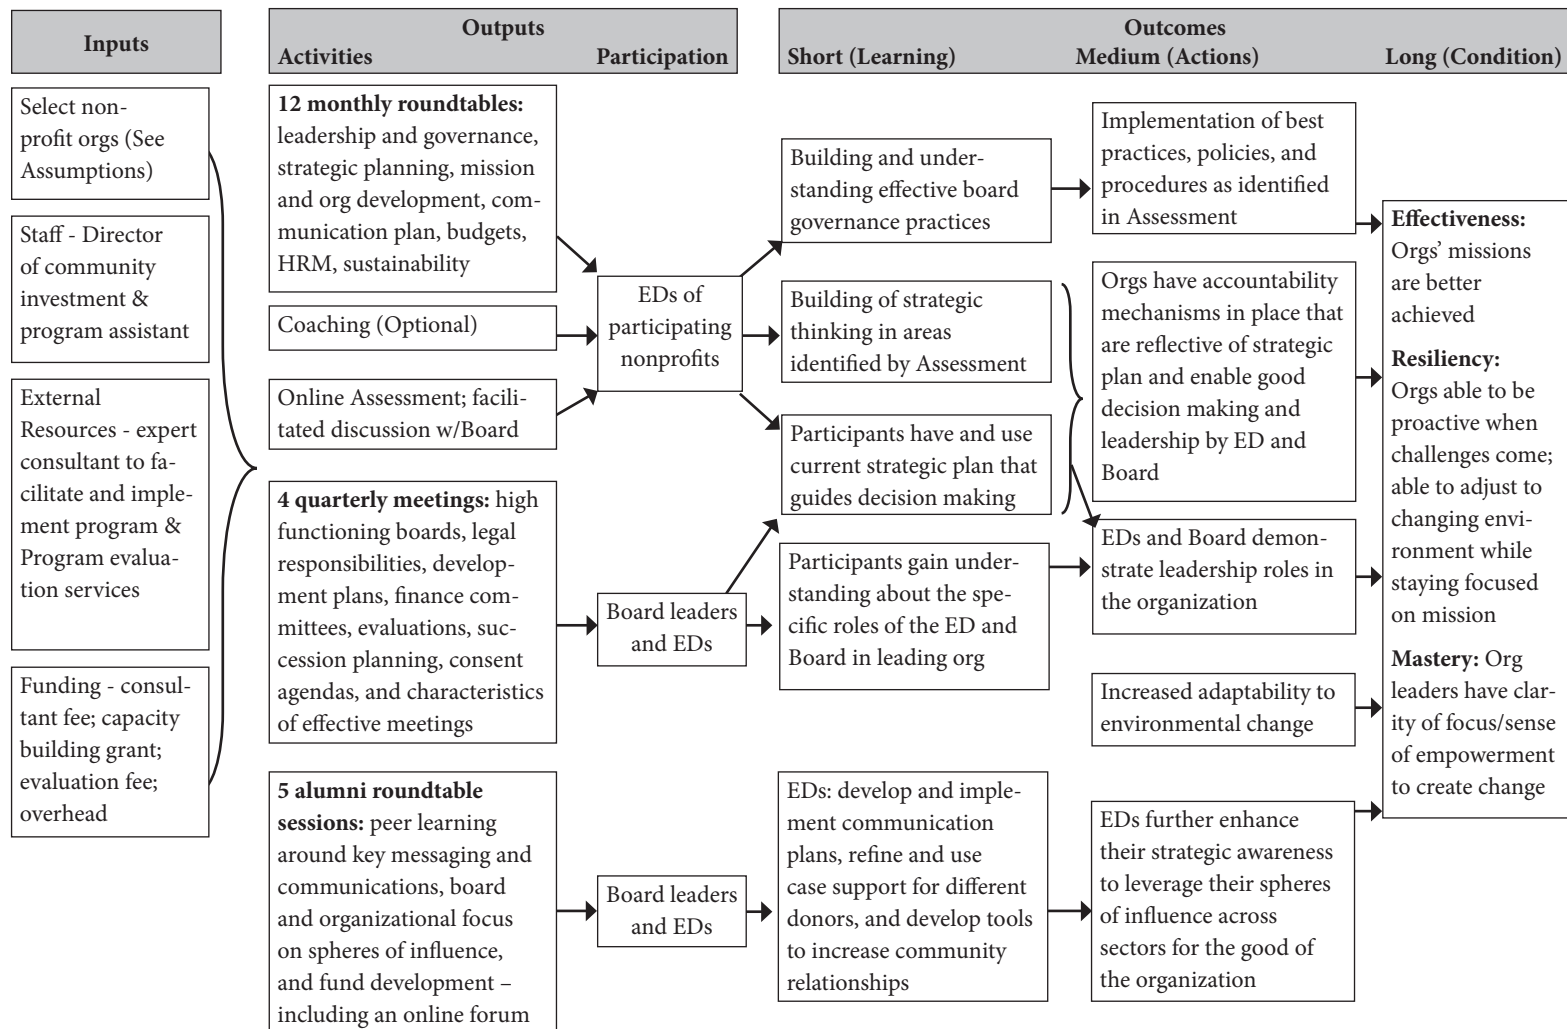 Inputs
Select non-
profit orgs (See
Assumptions)
Staff - Director
of community
investment &
program assistant
External
Resources - expert
consultant to fa-
cilitate and imple-
ment program &
Program evalua-
tion services
Funding - consul-
tant fee; capacity
building grant;
evaluation fee;
overhead
Outputs
Activities
Participation
12 monthly roundtables:
leadership and governance,
strategic planning, mission
and org development, com-
munication plan, budgets,
HRM, sustainability
Coaching (Optional)
Online Assessment; facili-
tated discussion w/Board
EDs of
participating
nonprofits
4 quarterly meetings: high
functioning boards, legal
responsibilities, develop-
ment plans, finance com-
mittees, evaluations, suc-
cession planning, consent
agendas, and characteristics
of effective meetings
Board leaders
and EDs
5 alumni roundtable
sessions: peer learning
around key messaging and
communications, board
and organizational focus
on spheres of influence,
and fund development –
including an online forum
Board leaders
and EDs
Outcomes
Short (Learning)
Medium (Actions)
Long (Condition)
Building and under-
standing effective board
governance practices
Building of strategic
thinking in areas
identified by Assessment
Participants have and use
current strategic plan that
guides decision making
Participants gain under-
standing about the spe-
cific roles of the ED and
Board in leading org
EDs: develop and imple-
ment communication
plans, refine and use
case support for different
donors, and develop tools
to increase community
relationships
Implementation of best
practices, policies, and
procedures as identified
in Assessment
Orgs have accountability
mechanisms in place that
are reflective of strategic
plan and enable good
decision making and
leadership by ED and
Board
EDs and Board demon-
strate leadership roles in
the organization
Increased adaptability to
environmental change
EDs further enhance
their strategic awareness
to leverage their spheres
of influence across
sectors for the good of
the organization
Effectiveness:
Orgs’ missions
are better
achieved
Resiliency:
Orgs able to be
proactive when
challenges come;
able to adjust to
changing envi-
ronment while
staying focused
on mission
Mastery: Org
leaders have clar-
ity of focus/sense
of empowerment
to create change